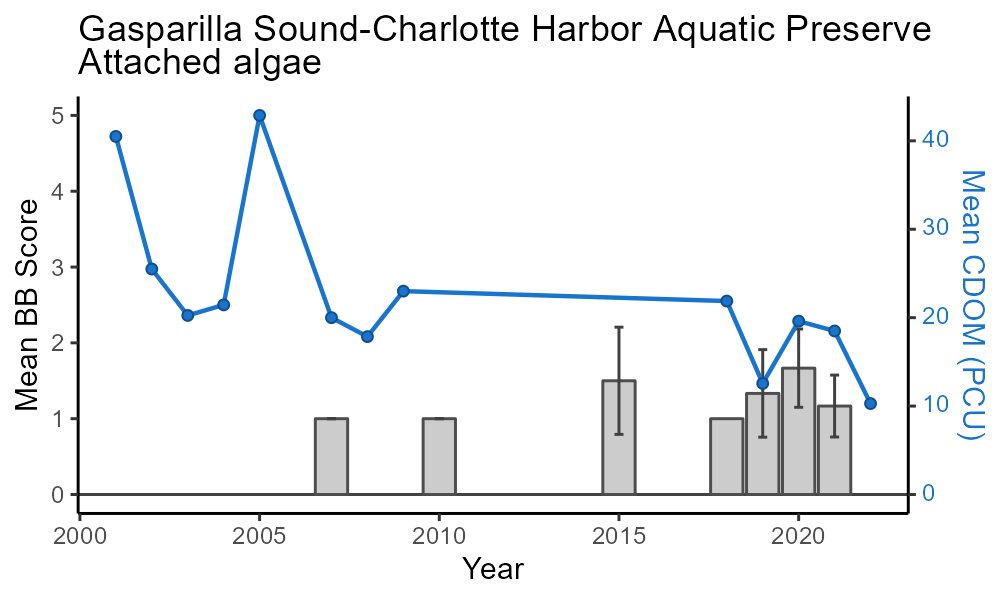 Gasparilla Sound-Charlotte Harbor Aquatic Preserve
Attached algae
5
4
3
2
1
0
Mean BB Score
40
30
20
10
0
Mean CDOM (PCU)
2000 2005 2010 2015 2020
Year